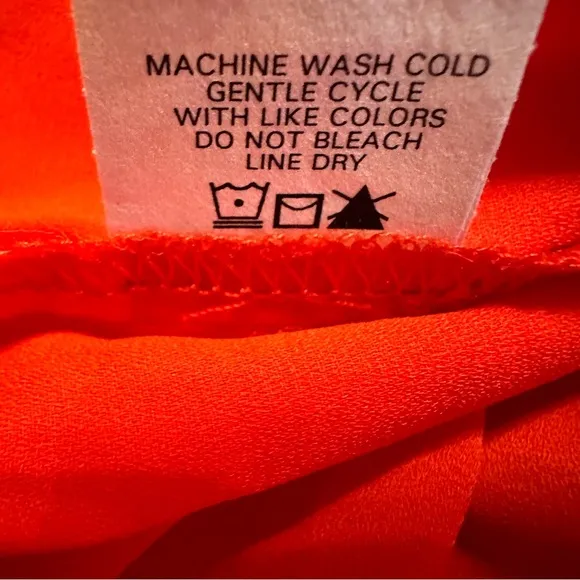 MACHINE WASH COLD
GENTLE CYCLE
WITH LIKE COLORS
DO NOT BLEACH
LINE DRY